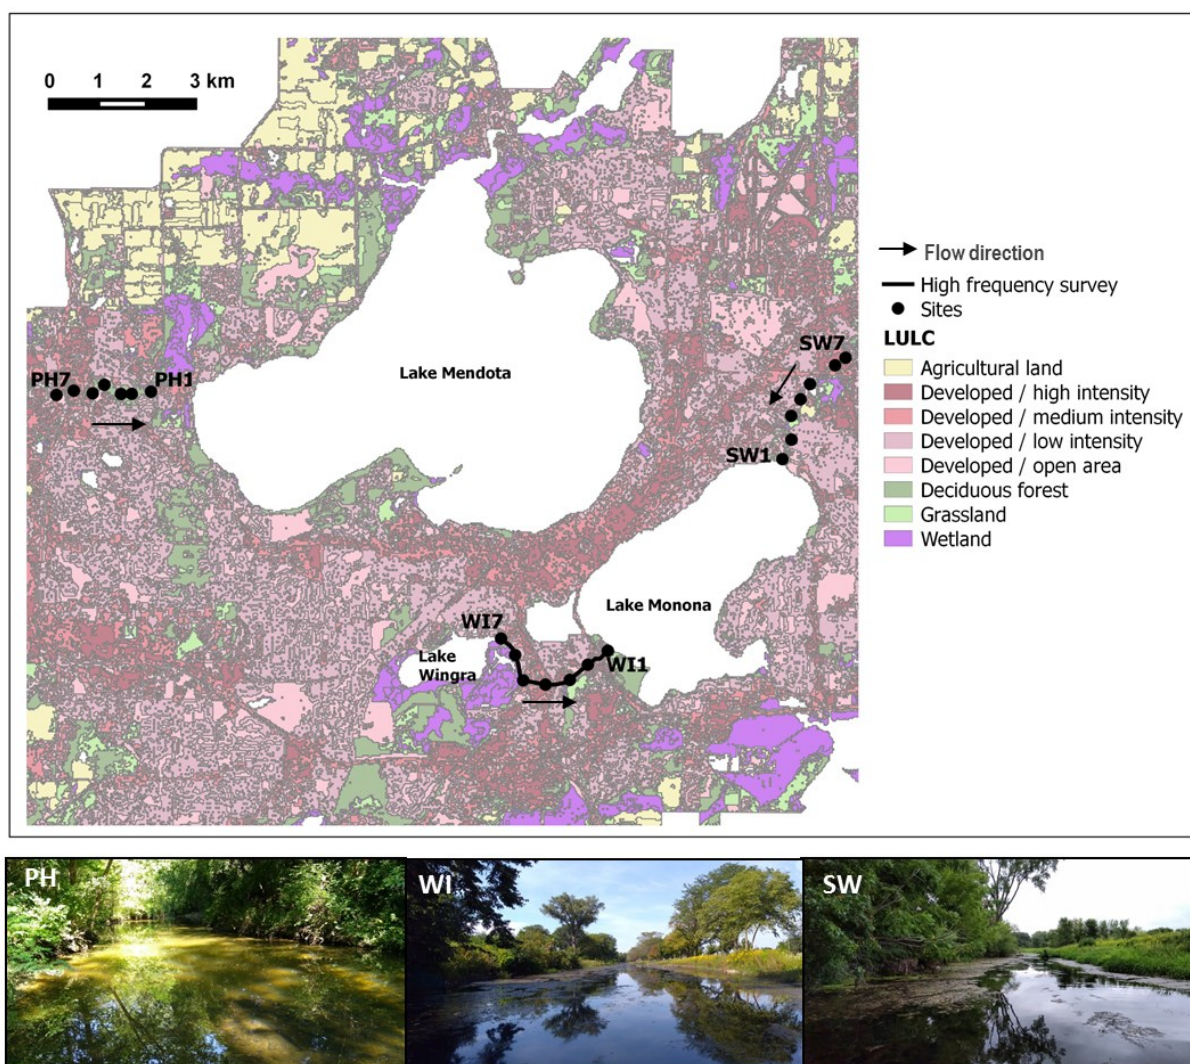 0 1 2 3 km
Lake Mendota
PH7
PH1
SW7
SW1
Lake Monona
WI7
Lake
Wingra
WI1
Flow direction
High frequency survey
Sites
LULC
Agricultural land
Developed / high intensity
Developed / medium intensity
Developed / low intensity
Developed / open area
Deciduous forest
Grassland
Wetland
PH
WI
SW